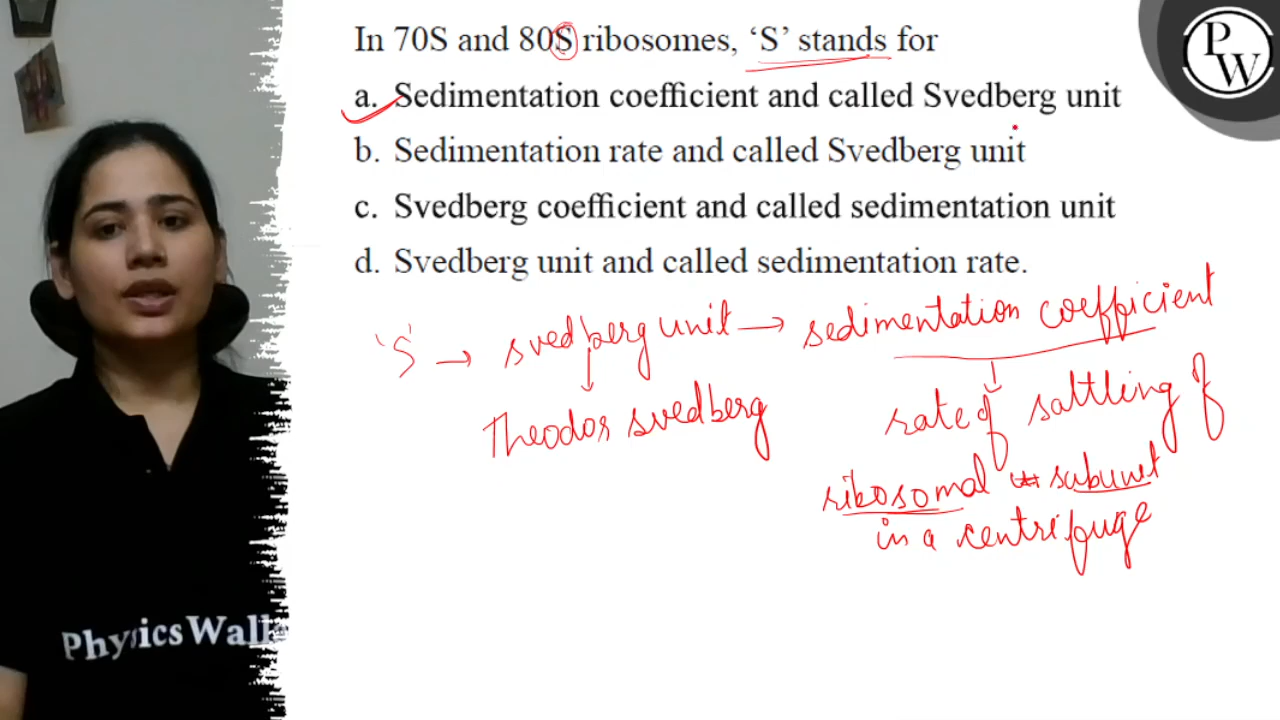 In 70S and 80S ribosomes, ‘S’ stands for
a. Sedimentation coefficient and called Svedberg unit
b. Sedimentation rate and called Svedberg unit
c. Svedberg coefficient and called sedimentation unit
d. Svedberg unit and called sedimentation rate.
'S' → svedberg unit → sedimentation coefficient
Theodor svedberg
rate of sattling of
ribosomal subunit
in a centrifuge
PhysicsWall
PW